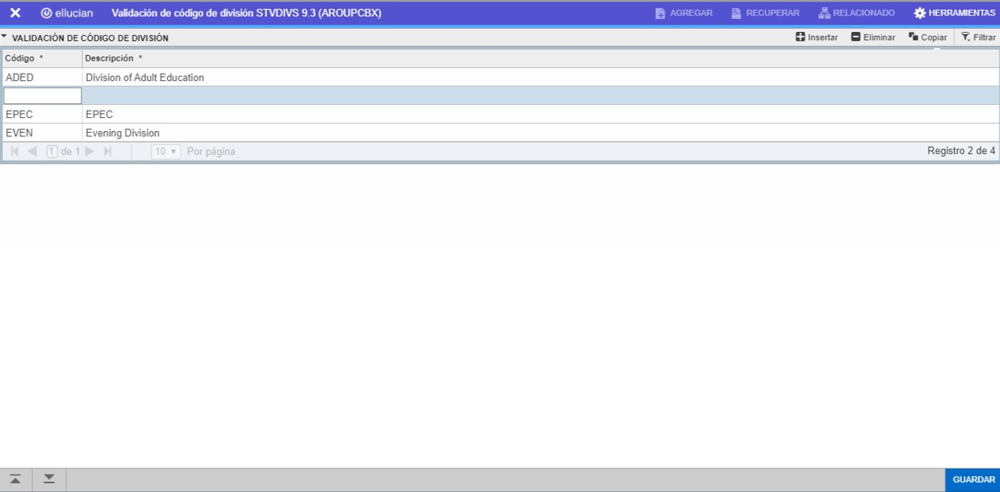 ellucian Validación de código de división STVDIVS 9.3 (AROUPCBX) AGREGAR RECUPERAR RELACIONADO HERRAMIENTAS
VALIDACIÓN DE CÓDIGO DE DIVISIÓN Insertar Eliminar Copiar Filtrar
Código * Descripción *
ADED Division of Adult Education
EPEC EPEC
EVEN Evening Division
1 de 1 10 Por página Registro 2 de 4
GUARDAR